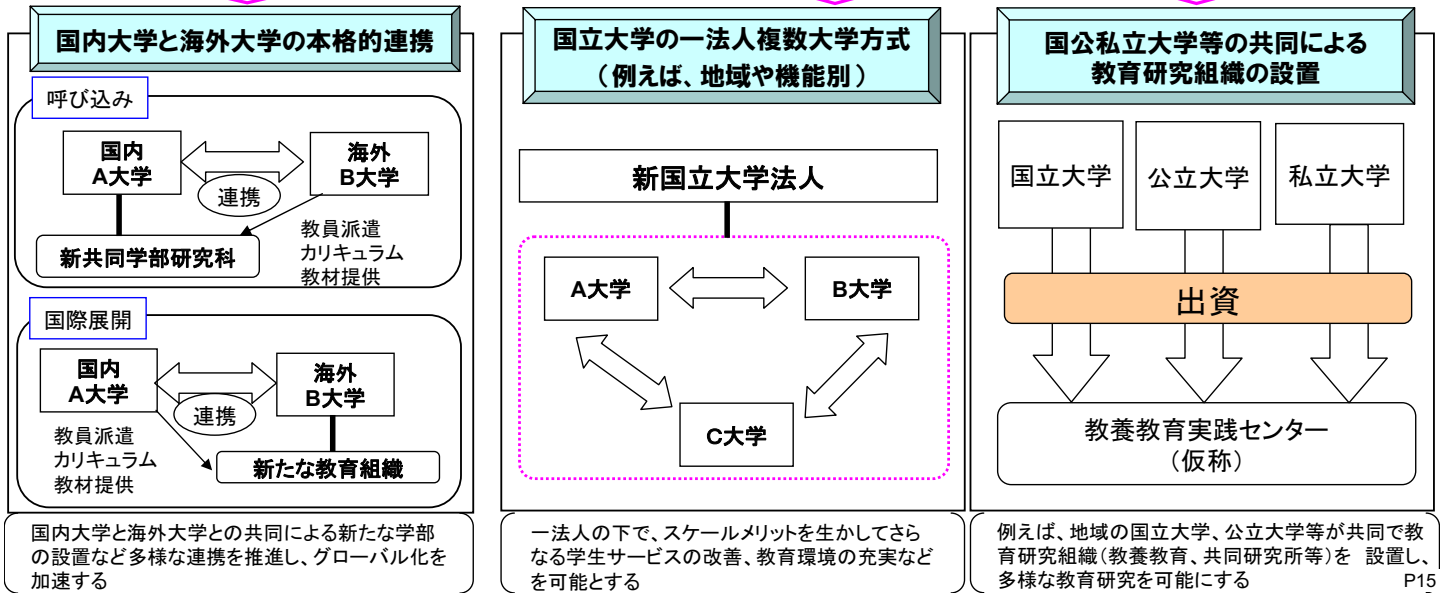 国内大学と海外大学の本格的連携
呼び込み
国内
A大学
海外
B大学
連携
教員派遣
カリキュラム
教材提供
新共同学部研究科
国際展開
国内
A大学
海外
B大学
連携
教員派遣
カリキュラム
教材提供
新たな教育組織
国内大学と海外大学との共同による新たな学部
の設置など多様な連携を推進し、グローバル化を
加速する
国立大学の一法人複数大学方式
（例えば、地域や機能別）
新国立大学法人
A大学
B大学
C大学
一法人の下で、スケールメリットを生かしてさら
なる学生サービスの改善、教育環境の充実など
を可能とする
国公私立大学等の共同による
教育研究組織の設置
国立大学
公立大学
私立大学
出資
教養教育実践センター
（仮称）
例えば、地域の国立大学、公立大学等が共同で教
育研究組織（教養教育、共同研究所等）を 設置し、
多様な教育研究を可能にする
P15